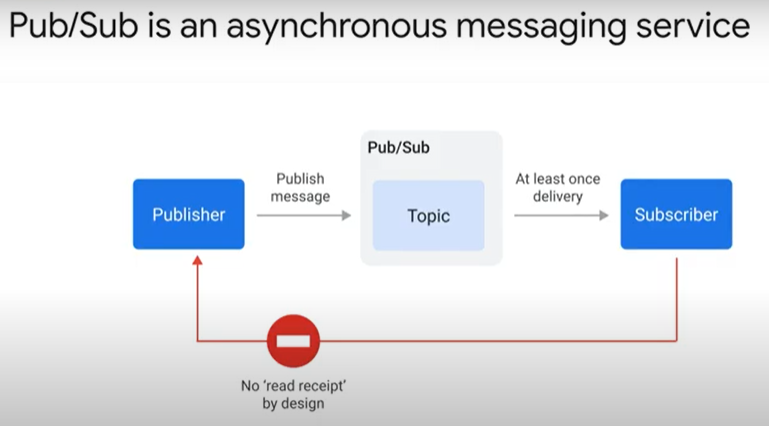 Pub/Sub is an asynchronous messaging service
Pub/Sub
Publisher
Publish
message
Topic
At least once
delivery
Subscriber
No 'read receipt'
by design